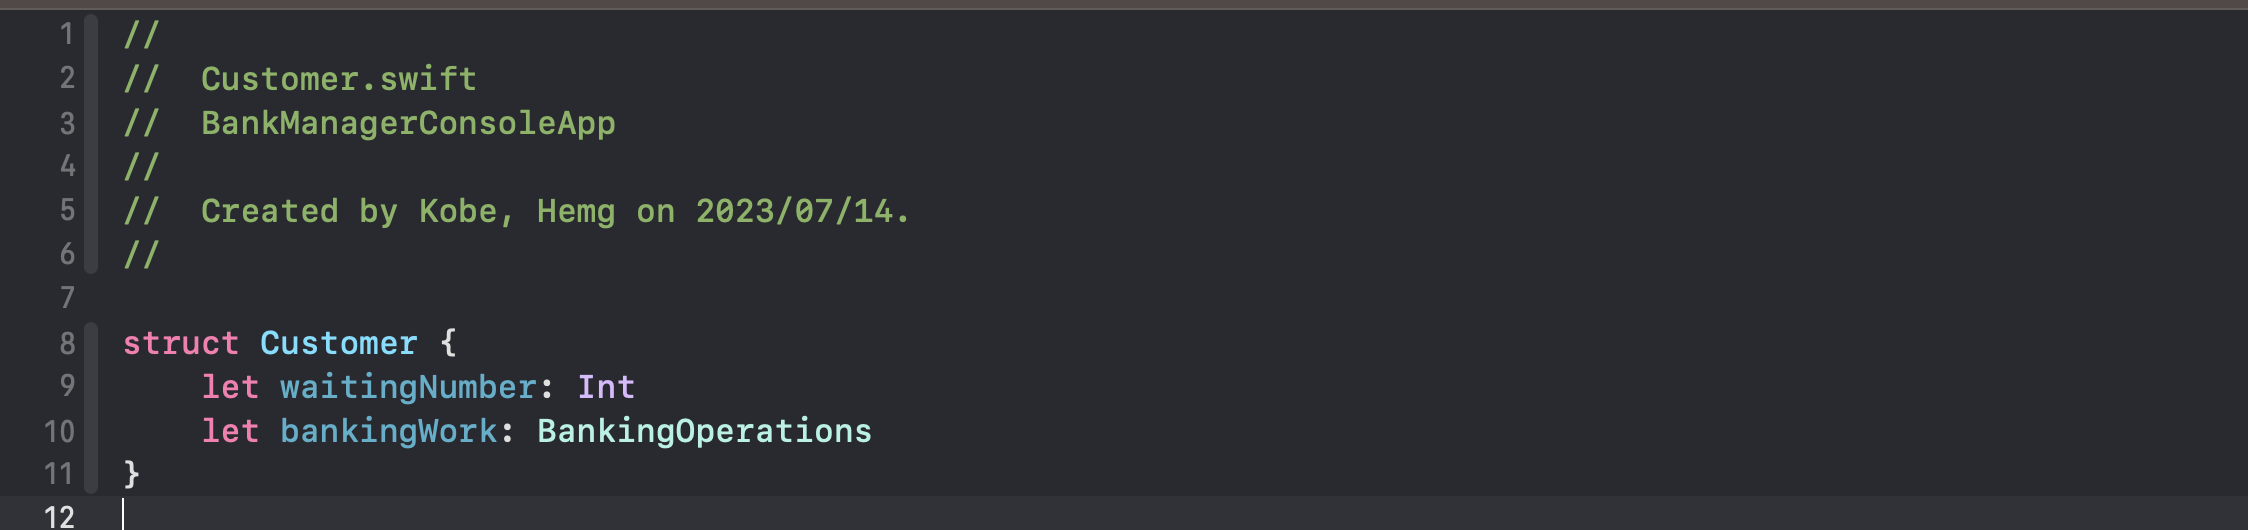 1 //
2 //  Customer.swift
3 //  BankManagerConsoleApp
4 //
5 //  Created by Kobe, Hemg on 2023/07/14.
6 //
7
8 struct Customer {
9     let waitingNumber: Int
10     let bankingWork: BankingOperations
11 }
12